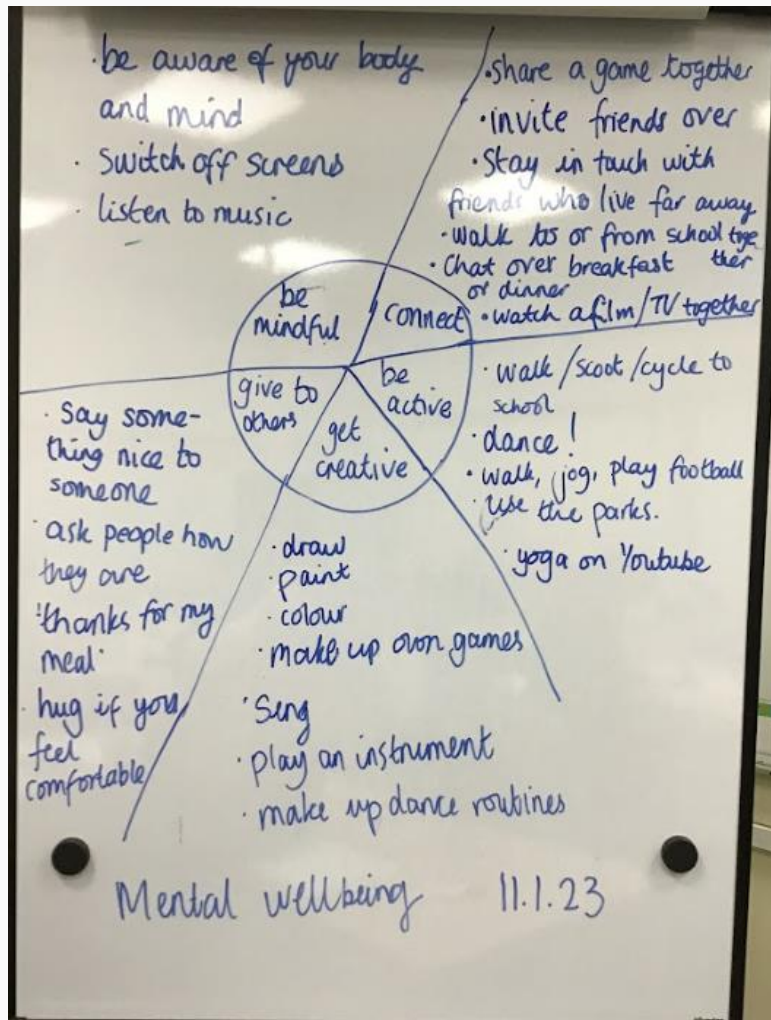 · be aware of your body
and mind
· switch off screens
· listen to music
· share a game together
· invite friends over
· Stay in touch with
friends who live far away
· walk to or from school toge
ther
· Chat over breakfast
or dinner
· watch a film/TV together
be
mindful
connect
give to
others
be
active
get
creative
· walk/scoot/cycle to
school
· dance!
· walk, jog, play football
use the parks.
· yoga on Youtube
· Say some-
thing nice to
someone
· ask people how
they are
'thanks for my
meal'
· hug if you
feel
comfortable
· draw
· paint
· colour
· make up own games
· Sing
· play an instrument
· make up dance routines
Mental wellbeing 11.1.23